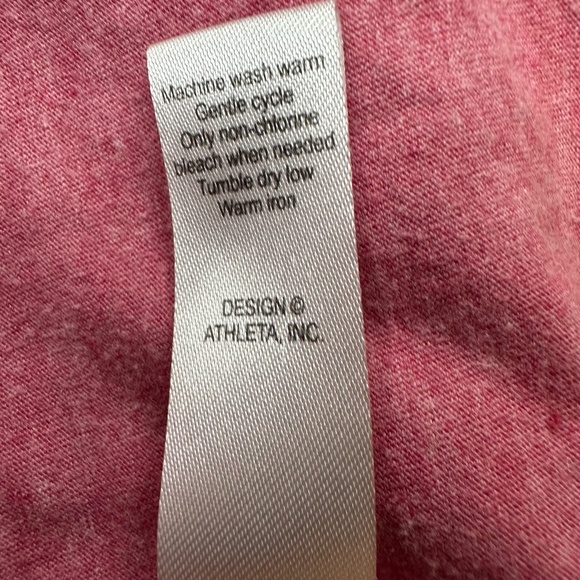 Machine wash warm
Gentle cycle
Only non-chlorine
bleach when needed
Tumble dry low
Warm iron
DESIGN ©
ATHLETA, INC.